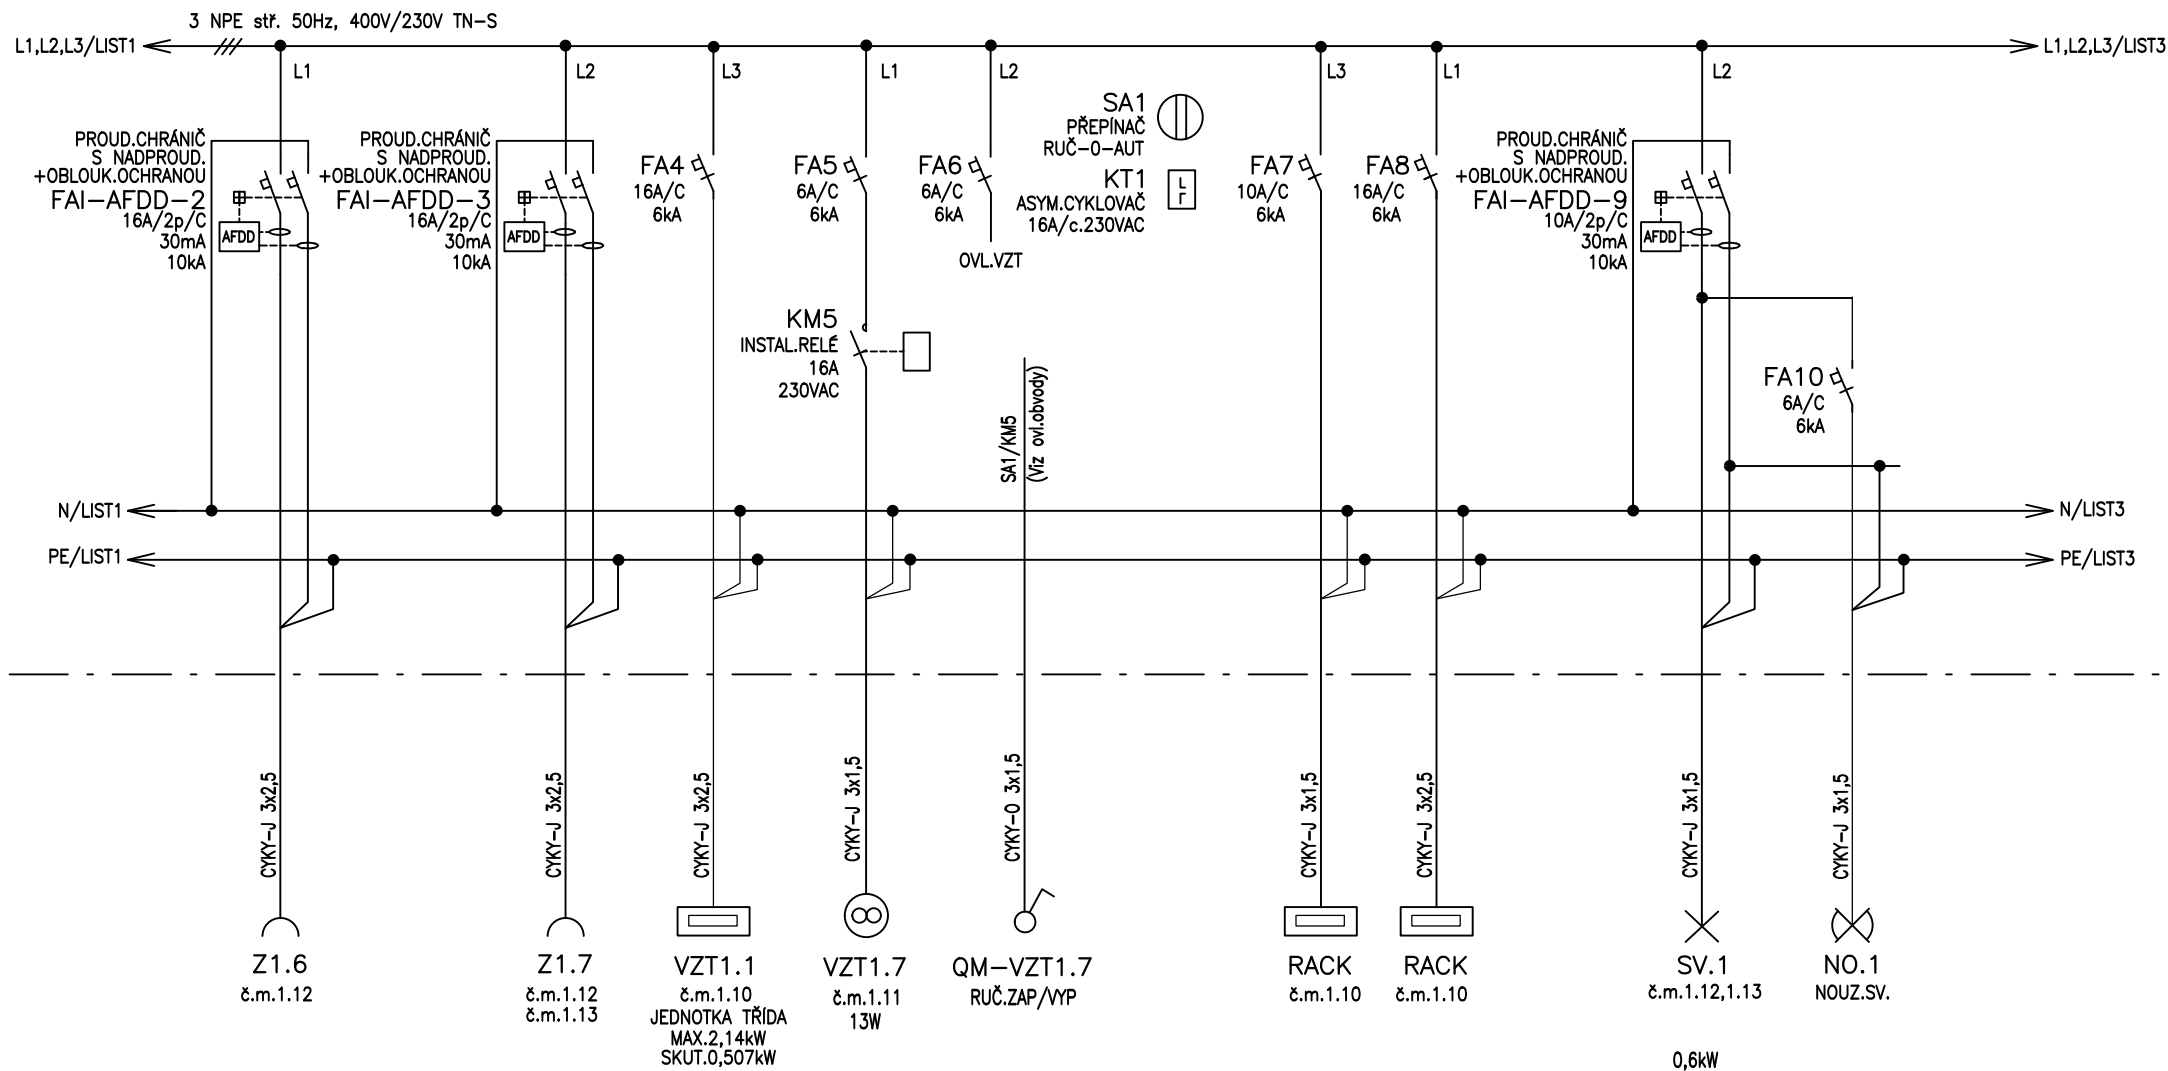 3 NPE stř. 50Hz, 400V/230V TN-S
L1,L2,L3/LIST1
L1,L2,L3/LIST3
L1
L2
L3
L1
L2
L3
L1
L2
PROUD.CHRÁNIČ
S NADPROUD.
+OBLOUK.OCHRANOU
FAI-AFDD-2
16A/2p/C
30mA
10kA
AFDD
PROUD.CHRÁNIČ
S NADPROUD.
+OBLOUK.OCHRANOU
FAI-AFDD-3
16A/2p/C
30mA
10kA
AFDD
FA4
16A/C
6kA
FA5
6A/C
6kA
KM5
INSTAL.RELÉ
16A
230VAC
FA6
6A/C
6kA
OVL.VZT
SA1
PŘEPÍNAČ
RUČ-0-AUT
KT1
ASYM.CYKLOVAČ
16A/c.230VAC
SA1/KM5
(Viz ovl.obvody)
FA7
10A/C
6kA
FA8
16A/C
6kA
PROUD.CHRÁNIČ
S NADPROUD.
+OBLOUK.OCHRANOU
FAI-AFDD-9
10A/2p/C
30mA
10kA
AFDD
FA10
6A/C
6kA
N/LIST1
N/LIST3
PE/LIST1
PE/LIST3
CYKY-J 3x2,5
CYKY-J 3x2,5
CYKY-J 3x2,5
CYKY-J 3x1,5
CYKY-O 3x1,5
CYKY-J 3x1,5
CYKY-J 3x2,5
CYKY-J 3x1,5
CYKY-J 3x1,5
Z1.6
č.m.1.12
Z1.7
č.m.1.12
č.m.1.13
VZT1.1
č.m.1.10
JEDNOTKA TŘÍDA
MAX.2,14kW
SKUT.0,507kW
VZT1.7
č.m.1.11
13W
QM-VZT1.7
RUČ.ZAP/VYP
RACK
č.m.1.10
RACK
č.m.1.10
SV.1
č.m.1.12,1.13
0,6kW
NO.1
NOUZ.SV.